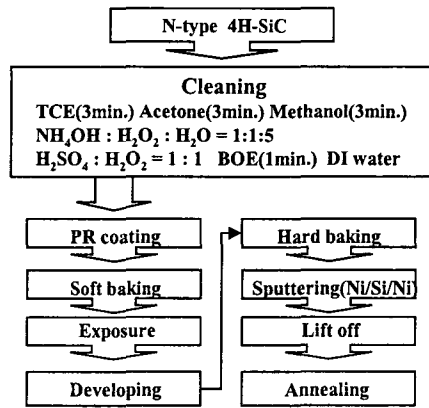 N-type 4H-SiC
Cleaning
TCE(3min.) Acetone (3min.) Methanol(3min.)
NH₄OH : H₂O₂ : H₂O = 1:1:5
H₂SO₄ : H₂O₂ = 1 : 1 BOE(1min.) DI water
PR coating
Soft baking
Exposure
Developing
Hard baking
Sputtering(Ni/Si/Ni)
Lift off
Annealing